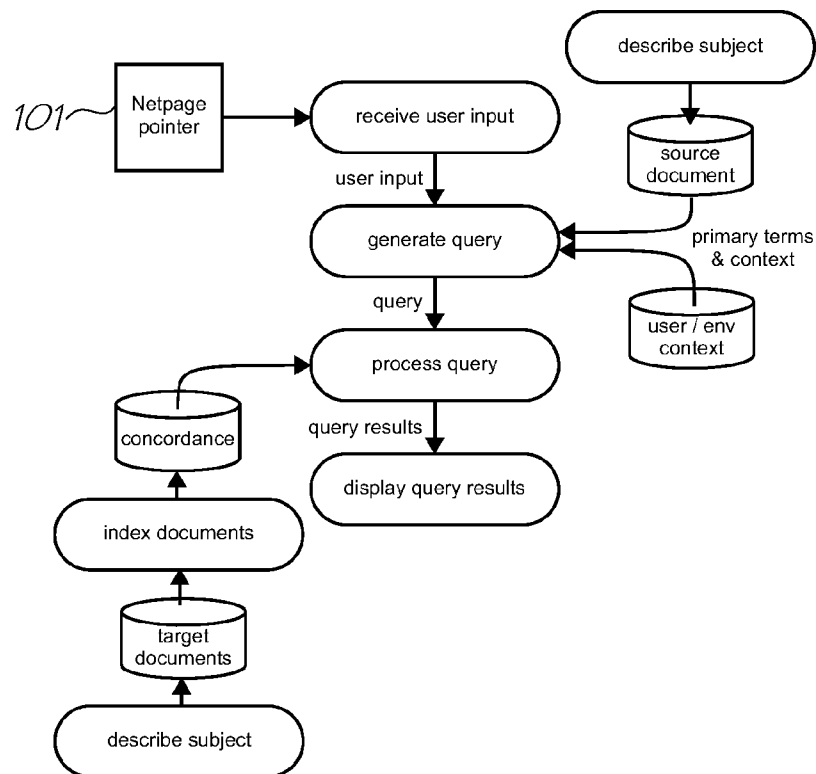 describe subject
101
Netpage
pointer
receive user input
source
document
user input
generate query
primary terms
& context
query
user / env
context
process query
concordance
query results
display query results
index documents
target
documents
describe subject